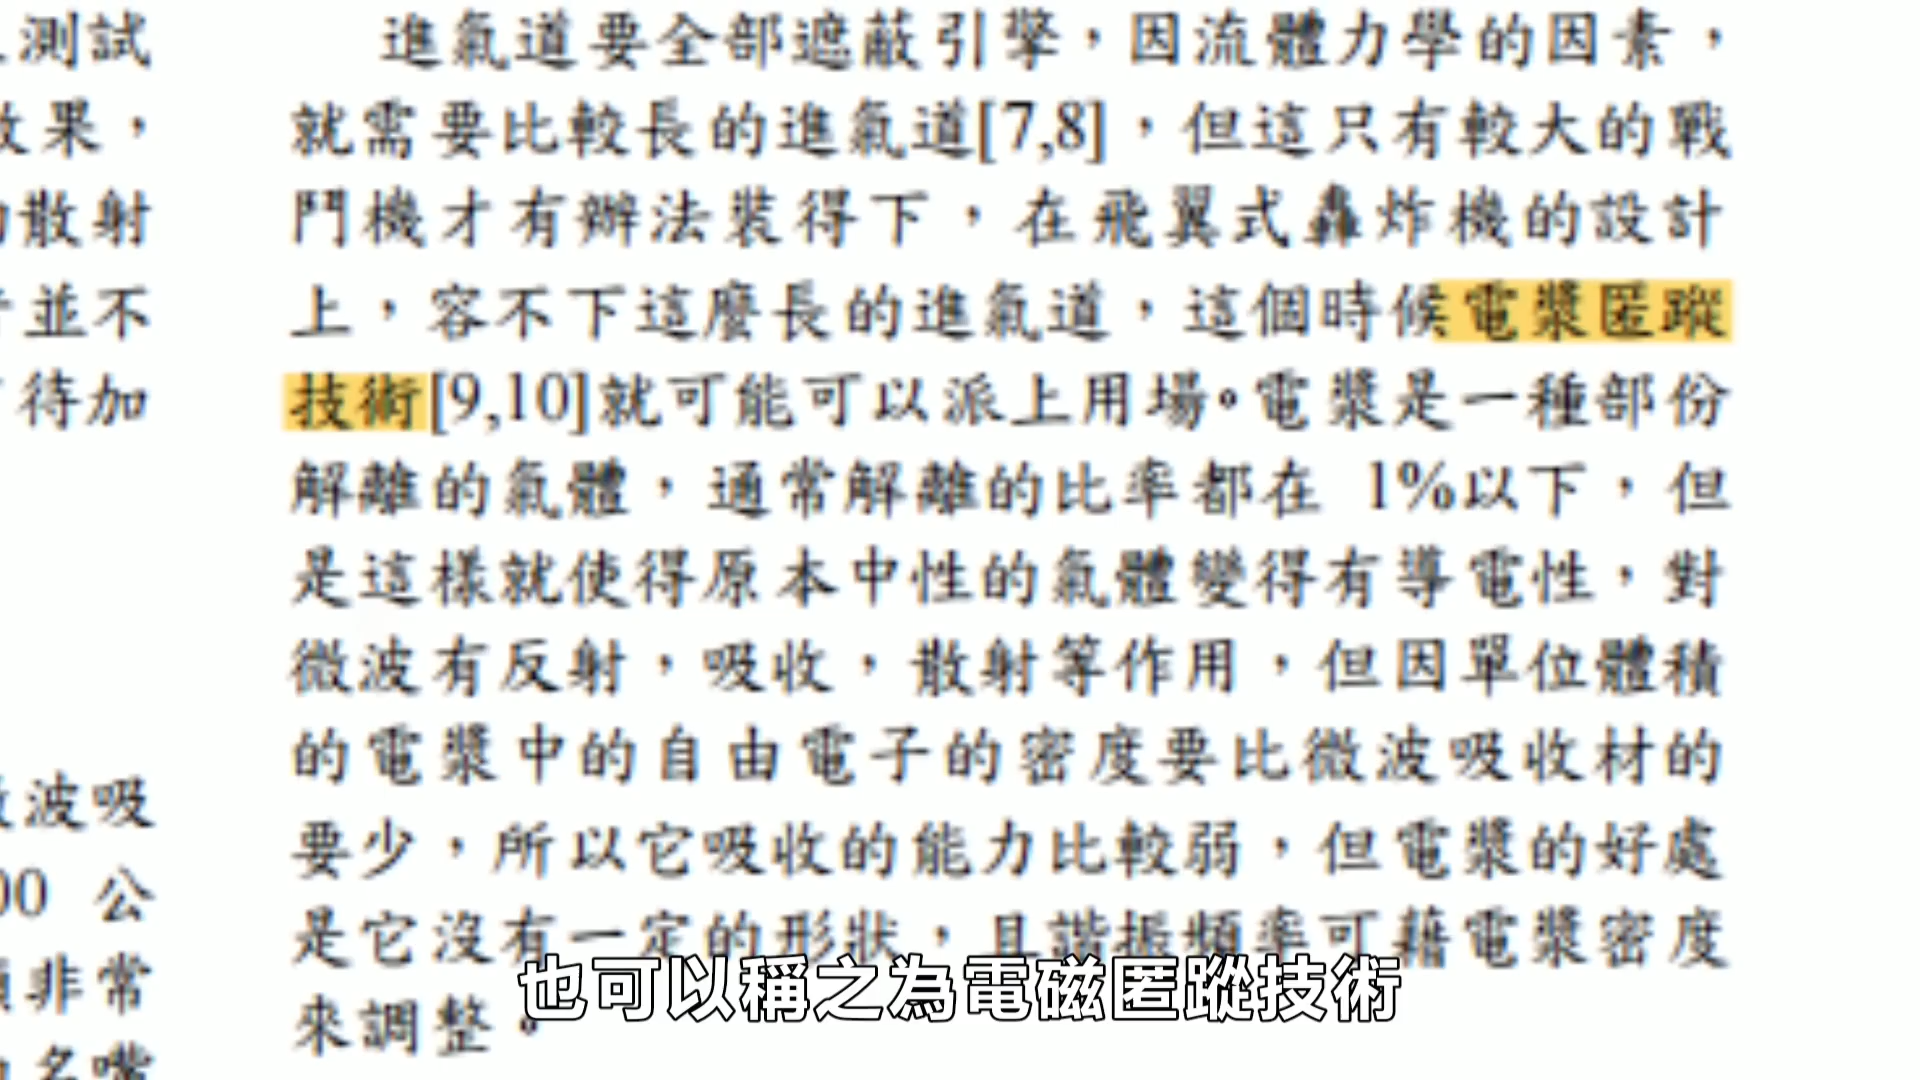 測試
效果，
散射
並不
待加
波吸
00 公
非常
名嘴
進氣道要全部遮蔽引擎，因流體力學的因素，
就需要比較長的進氣道[7,8]，但這只有較大的戰
鬥機才有辦法裝得下，在飛翼式轟炸機的設計
上，容不下這麼長的進氣道，這個時候電漿匿蹤
技術[9,10]就可能可以派上用場。電漿是一種部份
解離的氣體，通常解離的比率都在 1%以下，但
是這樣就使得原本中性的氣體變得有導電性，對
微波有反射，吸收，散射等作用，但因單位體積
的電漿中的自由電子的密度要比微波吸收材的
要少，所以它吸收的能力比較弱，但電漿的好處
是它沒有一定的形狀，且諧振頻率可藉電漿密度
來調整。
也可以稱之為電磁匿蹤技術